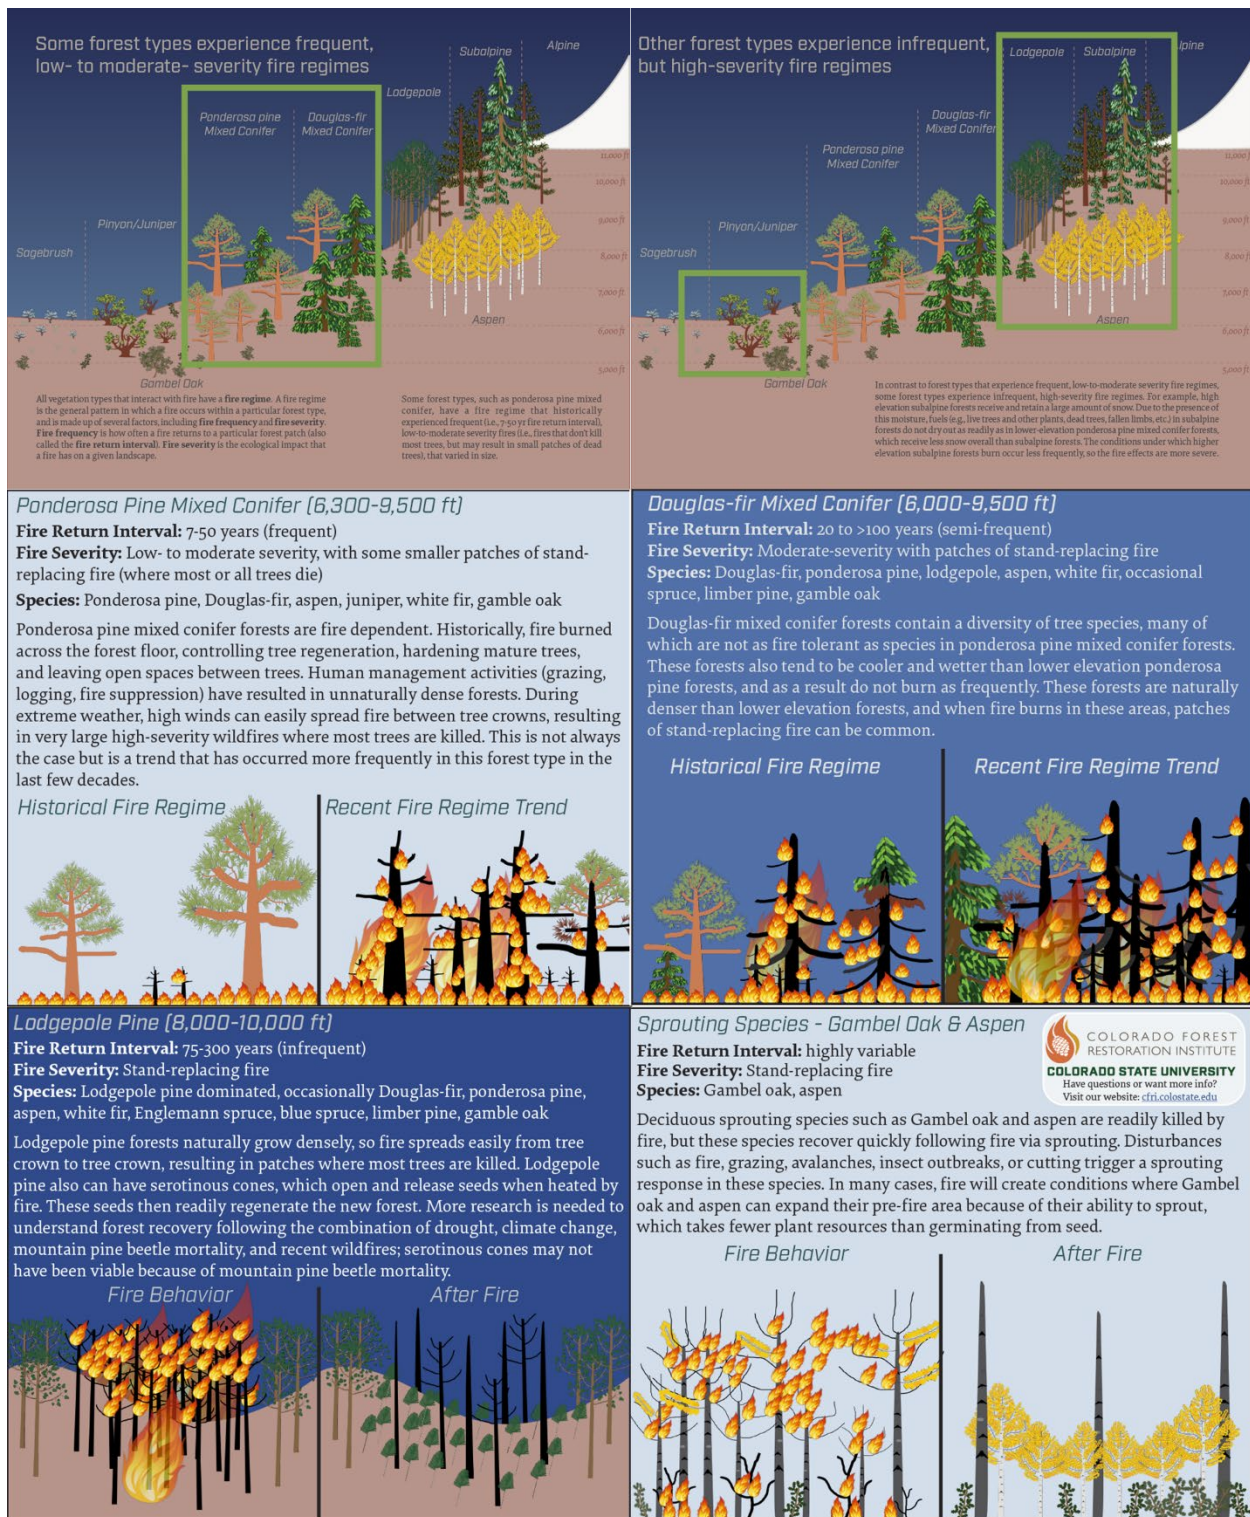 Some forest types experience frequent,
low- to moderate- severity fire regimes
Subalpine
Alpine
Lodgepole
Ponderosa pine
Mixed Conifer
Douglas-fir
Mixed Conifer
Pinyon/Juniper
Sagebrush
11,000 ft
10,000 ft
9,000 ft
8,000 ft
7,000 ft
6,000 ft
5,000 ft
Aspen
Gambel Oak
All vegetation types that interact with fire have a fire regime. A fire regime
is the general pattern in which a fire occurs within a particular forest type,
and is made up of several factors, including fire frequency and fire severity.
Fire frequency is how often a fire returns to a particular forest patch (also
called the fire return interval). Fire severity is the ecological impact that
a fire has on a given landscape.
Some forest types, such as ponderosa pine mixed
conifer, have a fire regime that historically
experienced frequent (i.e., 7-50 yr fire return interval),
low-to-moderate severity fires (i.e., fires that don't kill
most trees, but may result in small patches of dead
trees), that varied in size.
Other forest types experience infrequent,
but high-severity fire regimes
Lodgepole
Subalpine
lpine
Douglas-fir
Mixed Conifer
Ponderosa pine
Mixed Conifer
Pinyon/Juniper
Sagebrush
11,000 ft
10,000 ft
9,000 ft
8,000 ft
7,000 ft
6,000 ft
5,000 ft
Aspen
Gambel Oak
In contrast to forest types that experience frequent, low-to-moderate severity fire regimes,
some forest types experience infrequent, high-severity fire regimes. For example, high
elevation subalpine forests receive and retain a large amount of snow. Due to the presence of
this moisture, fuels (e.g., live trees and other plants, dead trees, fallen limbs, etc.) in subalpine
forests do not dry out as readily as in lower-elevation ponderosa pine mixed conifer forests,
which receive less snow overall than subalpine forests. The conditions under which higher
elevation subalpine forests burn occur less frequently, so the fire effects are more severe.
Ponderosa Pine Mixed Conifer (6,300-9,500 ft)
Fire Return Interval: 7-50 years (frequent)
Fire Severity: Low- to moderate severity, with some smaller patches of stand-
replacing fire (where most or all trees die)
Species: Ponderosa pine, Douglas-fir, aspen, juniper, white fir, gamble oak
Ponderosa pine mixed conifer forests are fire dependent. Historically, fire burned
across the forest floor, controlling tree regeneration, hardening mature trees,
and leaving open spaces between trees. Human management activities (grazing,
logging, fire suppression) have resulted in unnaturally dense forests. During
extreme weather, high winds can easily spread fire between tree crowns, resulting
in very large high-severity wildfires where most trees are killed. This is not always
the case but is a trend that has occurred more frequently in this forest type in the
last few decades.
Historical Fire Regime
Recent Fire Regime Trend
Douglas-fir Mixed Conifer (6,000-9,500 ft)
Fire Return Interval: 20 to >100 years (semi-frequent)
Fire Severity: Moderate-severity with patches of stand-replacing fire
Species: Douglas-fir, ponderosa pine, lodgepole, aspen, white fir, occasional
spruce, limber pine, gamble oak
Douglas-fir mixed conifer forests contain a diversity of tree species, many of
which are not as fire tolerant as species in ponderosa pine mixed conifer forests.
These forests also tend to be cooler and wetter than lower elevation ponderosa
pine forests, and as a result do not burn as frequently. These forests are naturally
denser than lower elevation forests, and when fire burns in these areas, patches
of stand-replacing fire can be common.
Historical Fire Regime
Recent Fire Regime Trend
Lodgepole Pine (8,000-10,000 ft)
Fire Return Interval: 75-300 years (infrequent)
Fire Severity: Stand-replacing fire
Species: Lodgepole pine dominated, occasionally Douglas-fir, ponderosa pine,
aspen, white fir, Englemann spruce, blue spruce, limber pine, gamble oak
Lodgepole pine forests naturally grow densely, so fire spreads easily from tree
crown to tree crown, resulting in patches where most trees are killed. Lodgepole
pine also can have serotinous cones, which open and release seeds when heated by
fire. These seeds then readily regenerate the new forest. More research is needed to
understand forest recovery following the combination of drought, climate change,
mountain pine beetle mortality, and recent wildfires; serotinous cones may not
have been viable because of mountain pine beetle mortality.
Fire Behavior
After Fire
Sprouting Species - Gambel Oak & Aspen
Fire Return Interval: highly variable
Fire Severity: Stand-replacing fire
Species: Gambel oak, aspen
COLORADO FOREST
RESTORATION INSTITUTE
COLORADO STATE UNIVERSITY
Have questions or want more info?
Visit our website: cfri.colostate.edu
Deciduous sprouting species such as Gambel oak and aspen are readily killed by
fire, but these species recover quickly following fire via sprouting. Disturbances
such as fire, grazing, avalanches, insect outbreaks, or cutting trigger a sprouting
response in these species. In many cases, fire will create conditions where Gambel
oak and aspen can expand their pre-fire area because of their ability to sprout,
which takes fewer plant resources than germinating from seed.
Fire Behavior
After Fire